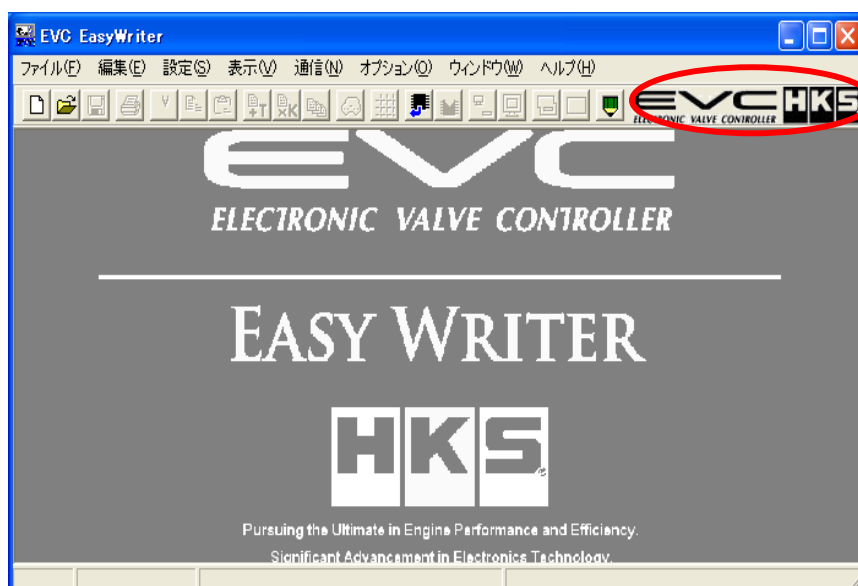 EVC EasyWriter
ファイル(F) 編集(E) 設定(S) 表示(V) 通信(N) オプション(O) ウィンドウ(W) ヘルプ(H)
+T ×K EVC ELECTRONIC VALVE CONTROLLER HKS
EVC
ELECTRONIC VALVE CONTROLLER
EASY WRITER
HKS
Pursuing the Ultimate in Engine Performance and Efficiency.
Significant Advancement in Electronics Technology.